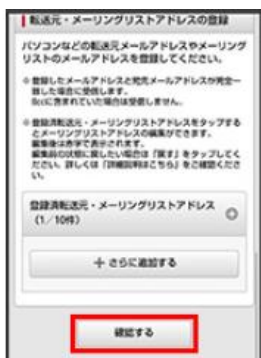 転送元・メーリングリストアドレスの登録
パソコンなどの転送元メールアドレスやメーリング
リストのメールアドレスを登録してください。
※登録したメールアドレスと宛先メールアドレスが完全一
致した場合に受信します。
Bccに含まれていた場合は受信しません。
※登録済転送元・メーリングリストアドレスをタップする
とメーリングリストアドレスの編集ができます。
編集後は赤字で表示されます。
編集前の状態に戻したい場合は「戻す」をタップしてく
ださい。詳しくは「詳細説明はこちら」をご確認くださ
い。
登録済転送元・メーリングリストアドレス
(1/10件)
+ さらに追加する
確認する